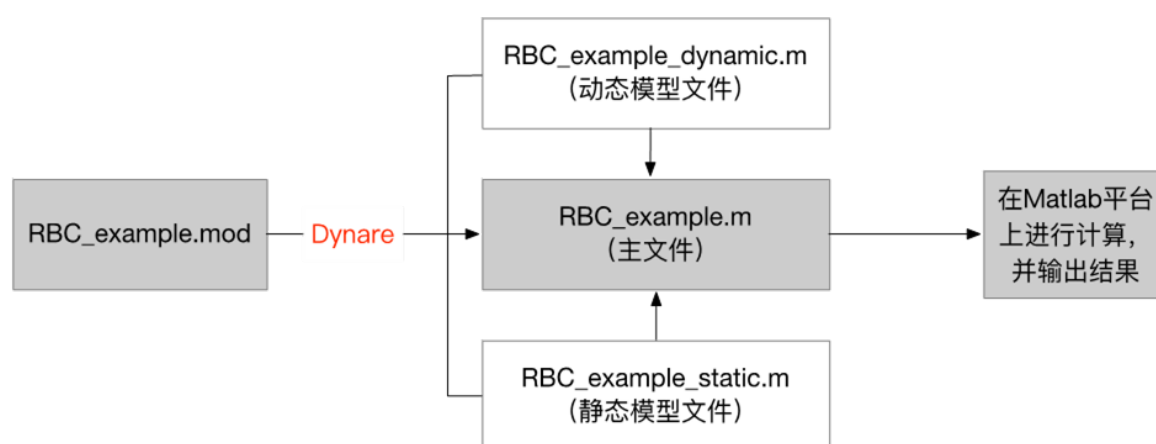 RBC_example_dynamic.m
（动态模型文件）
RBC_example.mod
Dynare
RBC_example.m
（主文件）
在Matlab平台
上进行计算，
并输出结果
RBC_example_static.m
（静态模型文件）